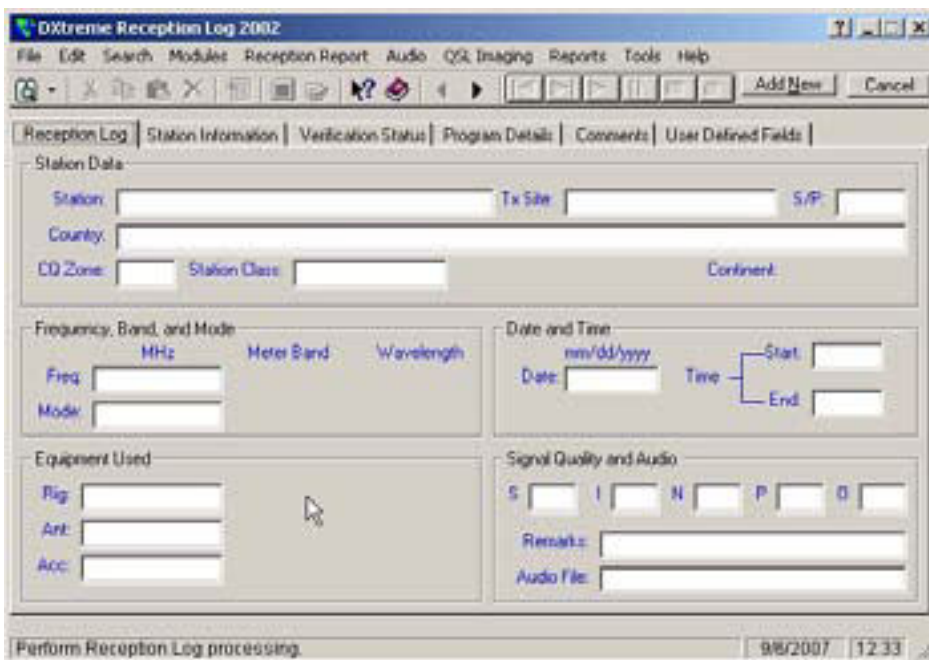 DXtreme Reception Log 2002
File Edit Search Modules Reception Report Audio QSL Imaging Reports Tools Help
Add New Cancel
Reception Log Station Information Verification Status Program Details Comments User Defined Fields
Station Data
Station: Tx Site: S/P:
Country:
CQ Zone: Station Class: Continent:
Frequency, Band, and Mode
MHz Meter Band Wavelength
Freq:
Mode:
Date and Time
mm/dd/yyyy Start:
Date: Time
End:
Equipment Used
Rig:
Ant:
Acc:
Signal Quality and Audio
S I N P O
Remarks:
Audio File:
Perform Reception Log processing. 9/8/2007 12:33